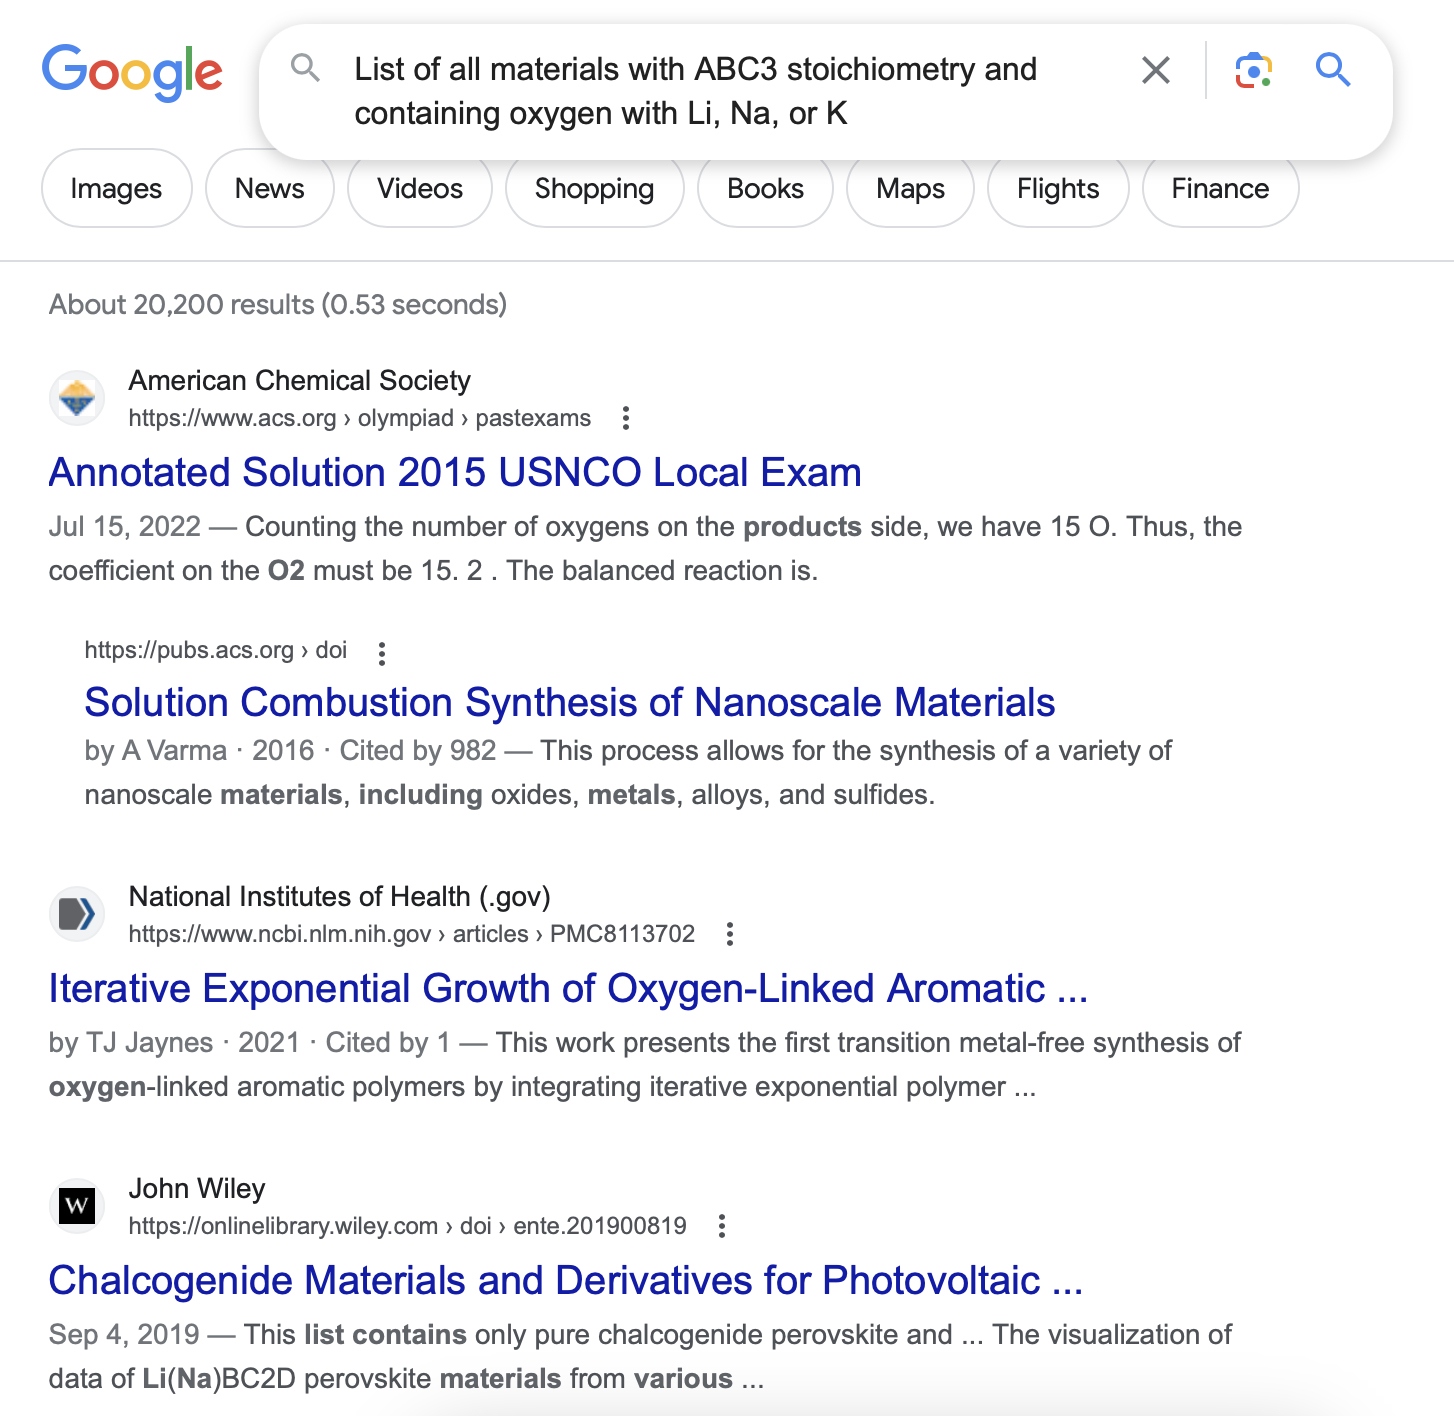 Google
List of all materials with ABC3 stoichiometry and
containing oxygen with Li, Na, or K
Images News Videos Shopping Books Maps Flights Finance
About 20,200 results (0.53 seconds)
American Chemical Society
https://www.acs.org › olympiad › pastexams
Annotated Solution 2015 USNCO Local Exam
Jul 15, 2022 — Counting the number of oxygens on the products side, we have 15 O. Thus, the
coefficient on the O2 must be 15. 2 . The balanced reaction is.
https://pubs.acs.org › doi
Solution Combustion Synthesis of Nanoscale Materials
by A Varma · 2016 · Cited by 982 — This process allows for the synthesis of a variety of
nanoscale materials, including oxides, metals, alloys, and sulfides.
National Institutes of Health (.gov)
https://www.ncbi.nlm.nih.gov › articles › PMC8113702
Iterative Exponential Growth of Oxygen-Linked Aromatic ...
by TJ Jaynes · 2021 · Cited by 1 — This work presents the first transition metal-free synthesis of
oxygen-linked aromatic polymers by integrating iterative exponential polymer ...
W
John Wiley
https://onlinelibrary.wiley.com › doi › ente.201900819
Chalcogenide Materials and Derivatives for Photovoltaic ...
Sep 4, 2019 — This list contains only pure chalcogenide perovskite and ... The visualization of
data of Li(Na)BC2D perovskite materials from various ...